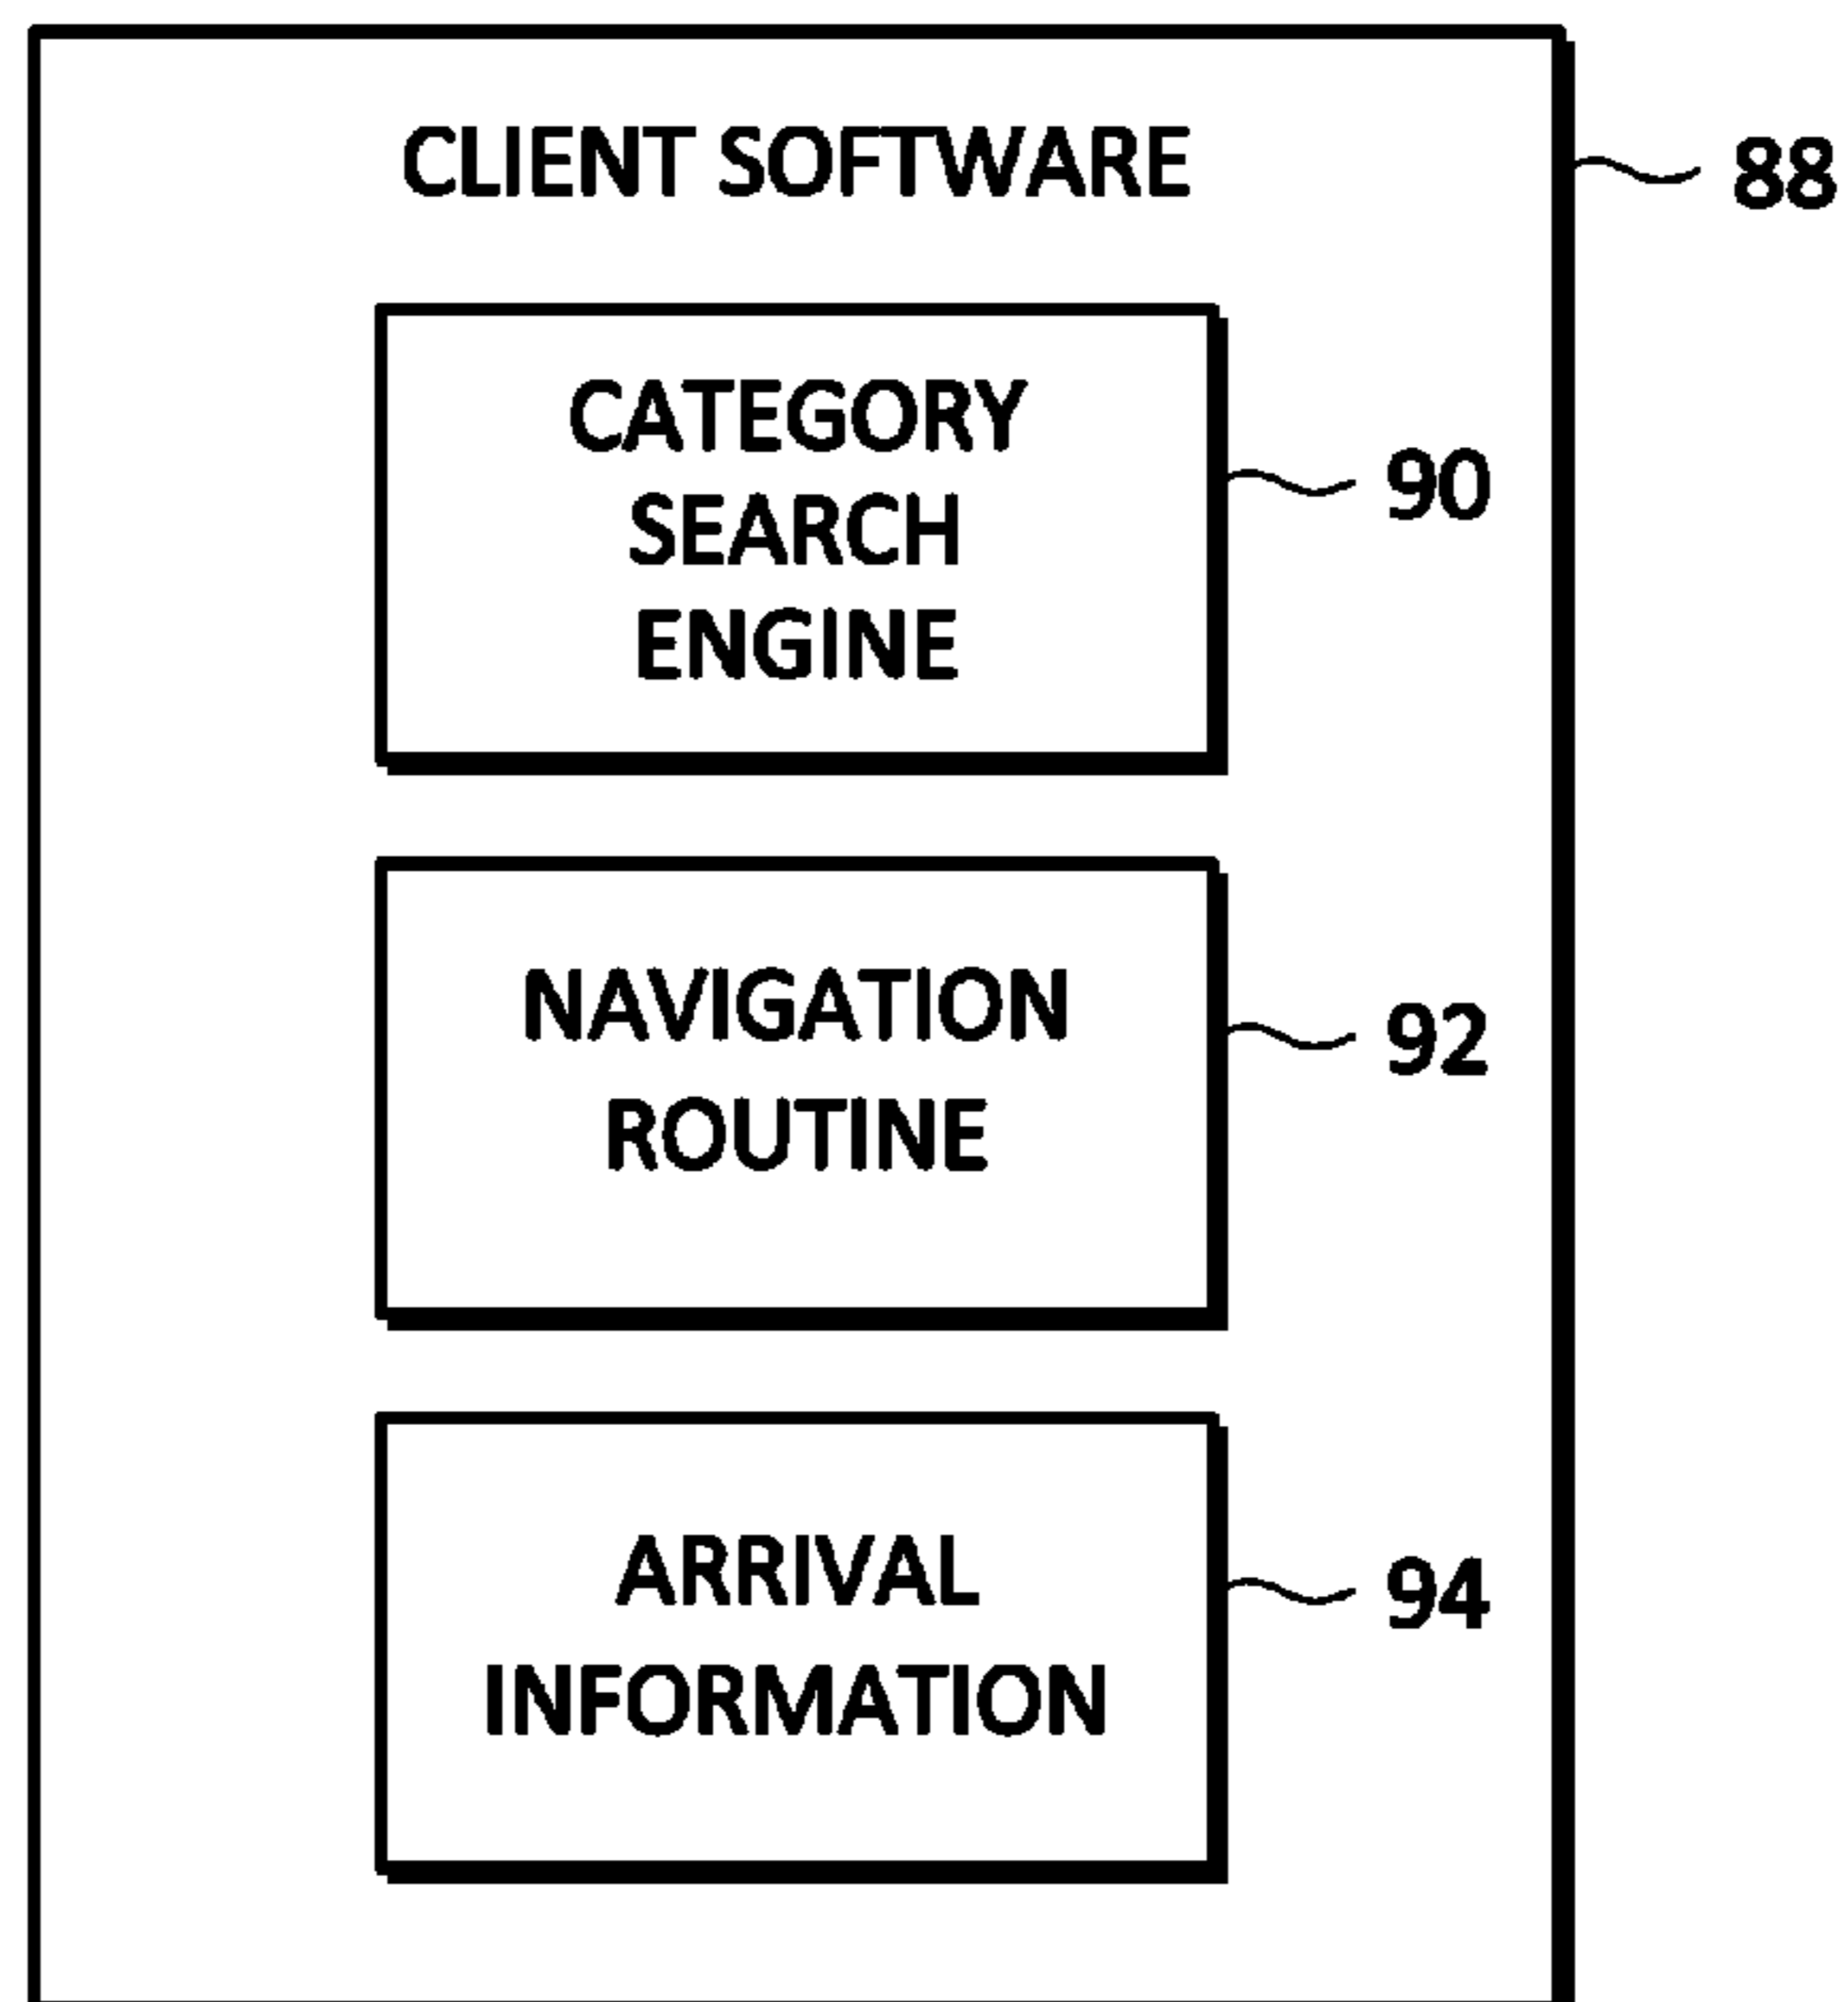 CLIENT SOFTWARE
88
CATEGORY
SEARCH
ENGINE
90
NAVIGATION
ROUTINE
92
ARRIVAL
INFORMATION
94